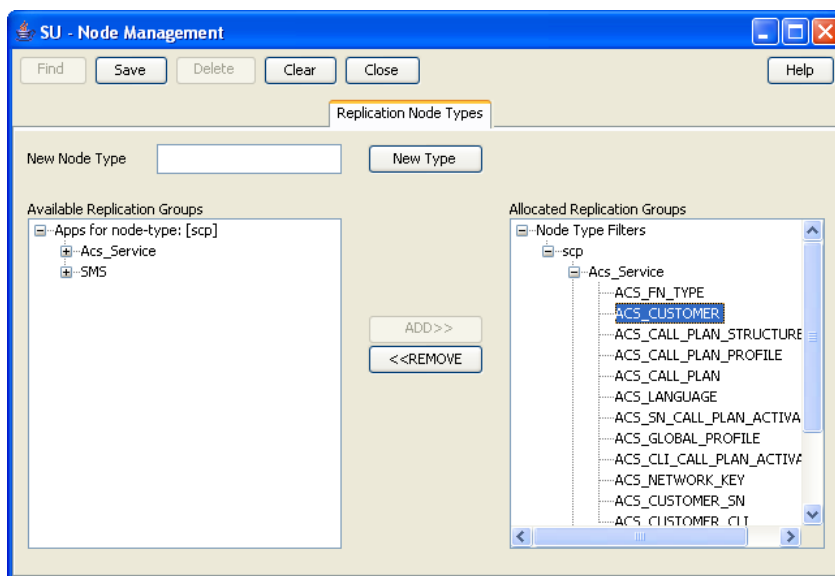 SU - Node Management
Find Save Delete Clear Close Help
Replication Node Types
New Node Type New Type
Available Replication Groups
Apps for node-type: [scp]
Acs_Service
SMS
ADD>>
<<REMOVE
Allocated Replication Groups
Node Type Filters
scp
Acs_Service
ACS_FN_TYPE
ACS_CUSTOMER
ACS_CALL_PLAN_STRUCTURE
ACS_CALL_PLAN_PROFILE
ACS_CALL_PLAN
ACS_LANGUAGE
ACS_SN_CALL_PLAN_ACTIVA
ACS_GLOBAL_PROFILE
ACS_CLI_CALL_PLAN_ACTIVA
ACS_NETWORK_KEY
ACS_CUSTOMER_SN
ACS_CUSTOMER_CLI